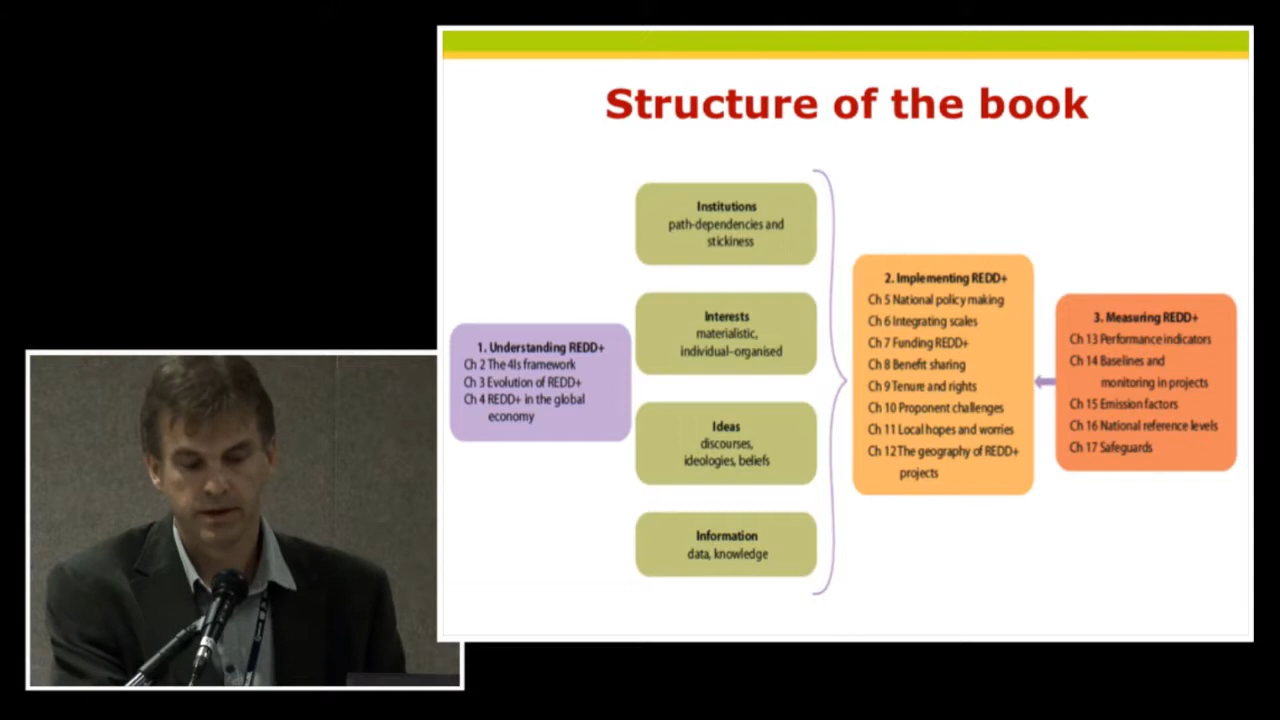 Structure of the book
1. Understanding REDD+
Ch 2 The 4Is framework
Ch 3 Evolution of REDD+
Ch 4 REDD+ in the global
economy
Institutions
path-dependencies and
stickiness
Interests
materialistic,
individual–organised
Ideas
discourses,
ideologies, beliefs
Information
data, knowledge
2. Implementing REDD+
Ch 5 National policy making
Ch 6 Integrating scales
Ch 7 Funding REDD+
Ch 8 Benefit sharing
Ch 9 Tenure and rights
Ch 10 Proponent challenges
Ch 11 Local hopes and worries
Ch 12 The geography of REDD+
projects
3. Measuring REDD+
Ch 13 Performance indicators
Ch 14 Baselines and
monitoring in projects
Ch 15 Emission factors
Ch 16 National reference levels
Ch 17 Safeguards